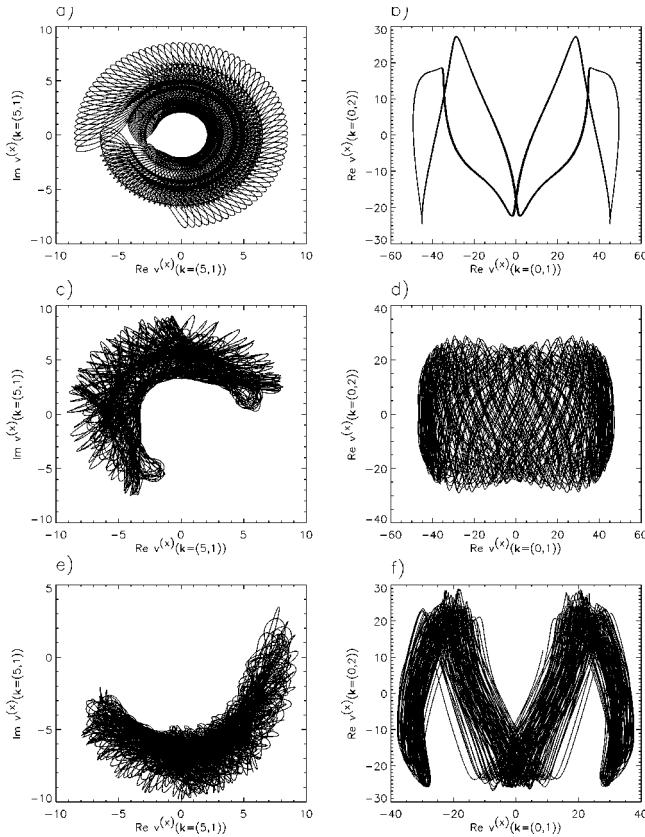 a)
Im v(x)(k=(5,1))
10
5
0
-5
-10
-10 -5 0 5 10
Re v(x)(k=(5,1))
b)
Re v(x)(k=(0,2))
30
20
10
0
-10
-20
-30
-60 -40 -20 0 20 40 60
Re v(x)(k=(0,1))
c)
Im v(x)(k=(5,1))
10
5
0
-5
-10
-10 -5 0 5 10
Re v(x)(k=(5,1))
d)
Re v(x)(k=(0,2))
40
20
0
-20
-40
-60 -40 -20 0 20 40 60
Re v(x)(k=(0,1))
e)
Im v(x)(k=(5,1))
5
0
-5
-10
-10 -5 0 5 10
Re v(x)(k=(5,1))
f)
Re v(x)(k=(0,2))
30
20
10
0
-10
-20
-30
-40 -20 0 20 40
Re v(x)(k=(0,1))